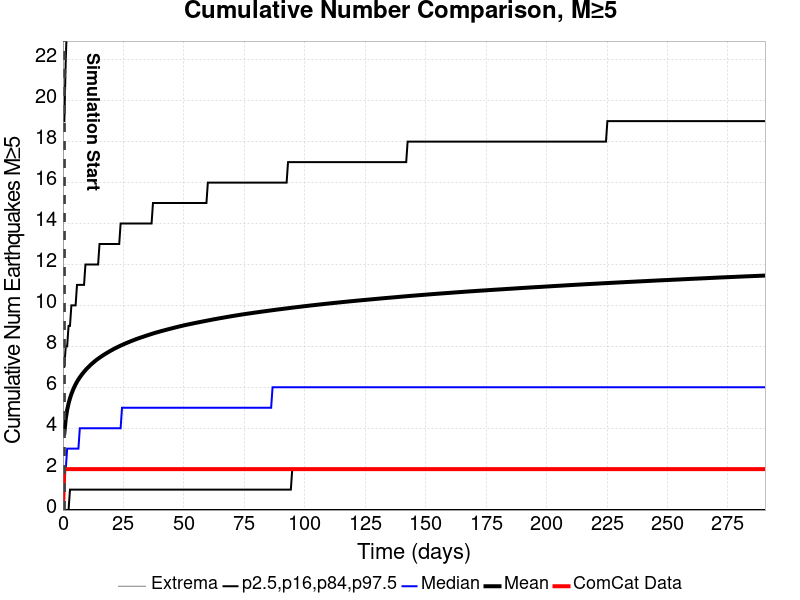 Cumulative Number Comparison, M≥5
Cumulative Num Earthquakes M≥5
22
20
18
16
14
12
10
8
6
4
2
0
Simulation Start
0 25 50 75 100 125 150 175 200 225 250 275
Time (days)
Extrema p2.5,p16,p84,p97.5 Median Mean ComCat Data